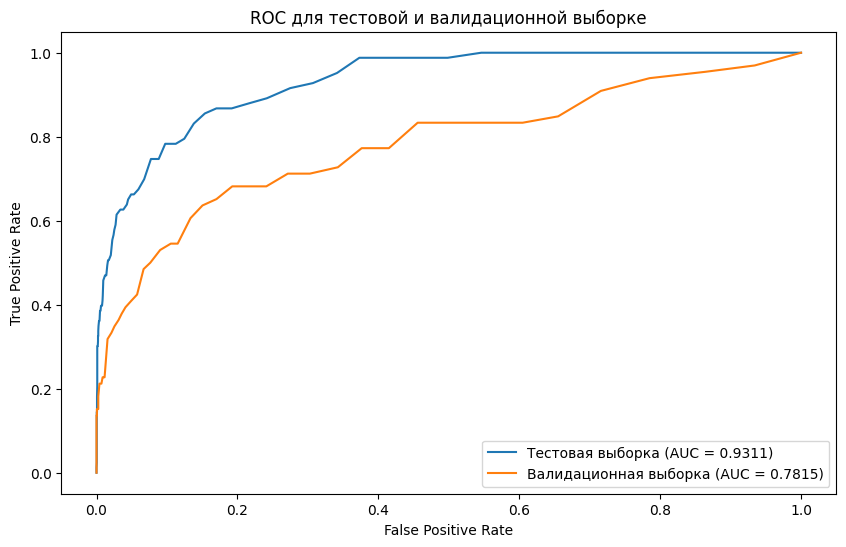 ROC для тестовой и валидационной выборке
True Positive Rate
1.0
0.8
0.6
0.4
0.2
0.0
Тестовая выборка (AUC = 0.9311)
Валидационная выборка (AUC = 0.7815)
0.0 0.2 0.4 0.6 0.8 1.0
False Positive Rate